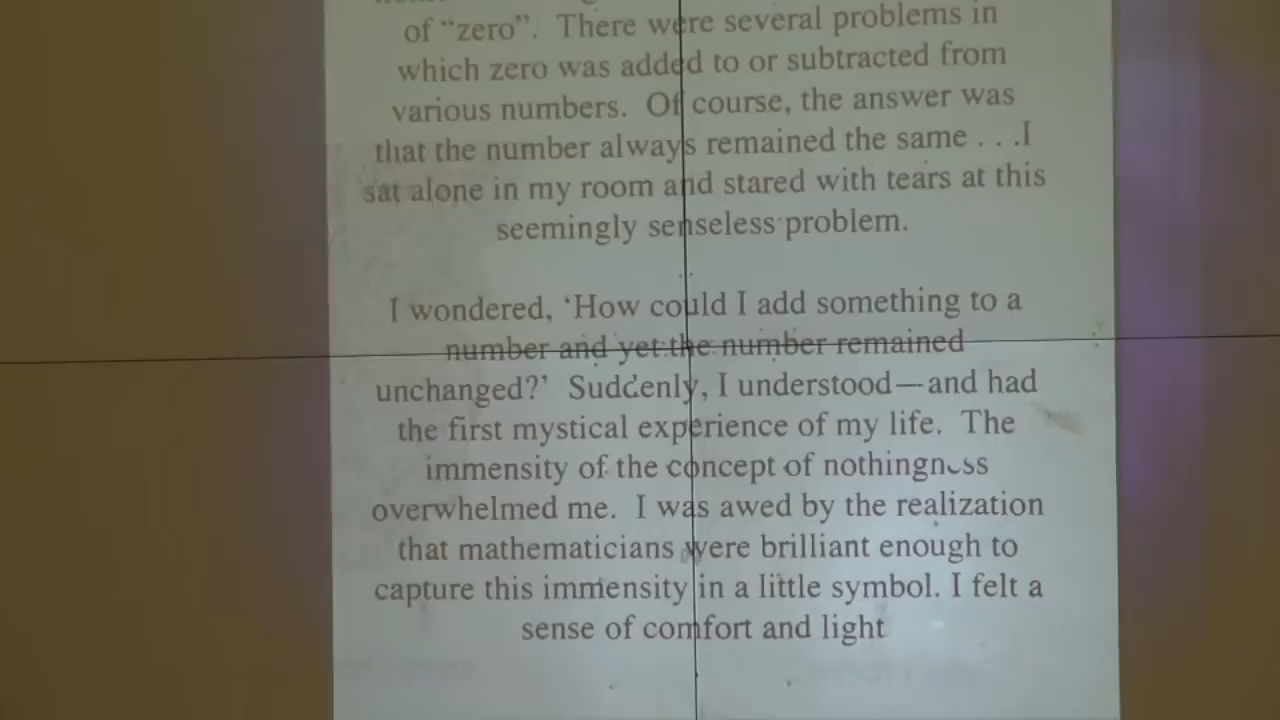 of “zero”. There were several problems in
which zero was added to or subtracted from
various numbers. Of course, the answer was
that the number always remained the same . . .I
sat alone in my room and stared with tears at this
seemingly senseless problem.
I wondered, ‘How could I add something to a
number and yet the number remained
unchanged?’ Suddenly, I understood—and had
the first mystical experience of my life. The
immensity of the concept of nothingness
overwhelmed me. I was awed by the realization
that mathematicians were brilliant enough to
capture this immensity in a little symbol. I felt a
sense of comfort and light